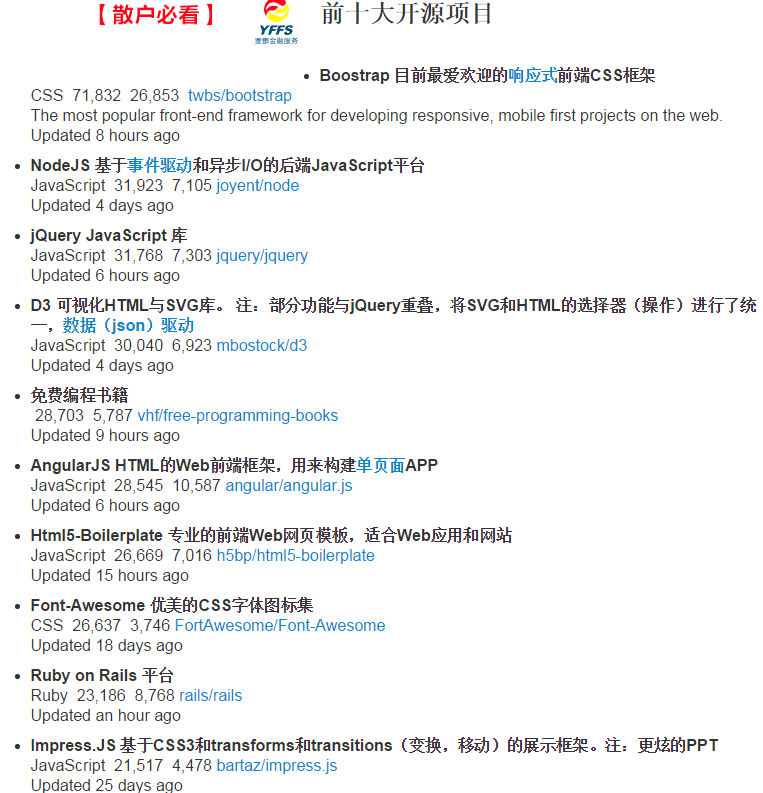 【 散户必看 】
YFFS
前十大开源项目
Boostrap 目前最爱欢迎的响应式前端CSS框架
CSS 71,832 26,853 twbs/bootstrap
The most popular front-end framework for developing responsive, mobile first projects on the web.
Updated 8 hours ago
NodeJS 基于事件驱动和异步I/O的后端JavaScript平台
JavaScript 31,923 7,105 joyent/node
Updated 4 days ago
jQuery JavaScript 库
JavaScript 31,768 7,303 jquery/jquery
Updated 6 hours ago
D3 可视化HTML与SVG库。 注：部分功能与jQuery重叠，将SVG和HTML的选择器（操作）进行了统
一，数据（json）驱动
JavaScript 30,040 6,923 mbostock/d3
Updated 4 days ago
免费编程书籍
28,703 5,787 vhf/free-programming-books
Updated 9 hours ago
AngularJS HTML的Web前端框架，用来构建单页面APP
JavaScript 28,545 10,587 angular/angular.js
Updated 6 hours ago
Html5-Boilerplate 专业的前端Web网页模板，适合Web应用和网站
JavaScript 26,669 7,016 h5bp/html5-boilerplate
Updated 15 hours ago
Font-Awesome 优美的CSS字体图标集
CSS 26,637 3,746 FortAwesome/Font-Awesome
Updated 18 days ago
Ruby on Rails 平台
Ruby 23,186 8,768 rails/rails
Updated an hour ago
Impress.JS 基于CSS3和transforms和transitions（变换，移动）的展示框架。注：更炫的PPT
JavaScript 21,517 4,478 bartaz/impress.js
Updated 25 days ago